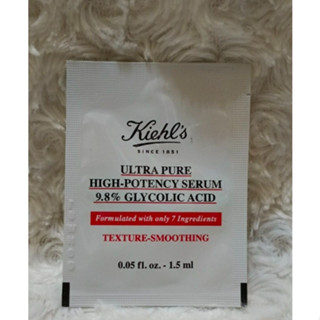 Kiehl's
SINCE 1851
ULTRA PURE
HIGH-POTENCY SERUM
9.8% GLYCOLIC ACID
Formulated with only 7 Ingredients
TEXTURE-SMOOTHING
0.05 fl. oz. - 1.5 ml